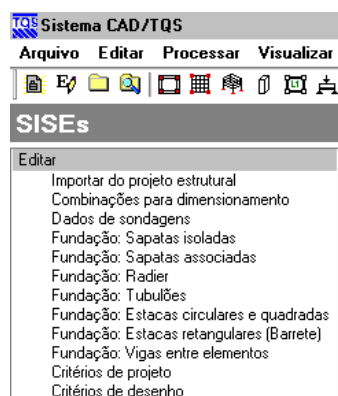 TQS Sistema CAD/TQS
Arquivo Editar Processar Visualizar
SISEs
Editar
Importar do projeto estrutural
Combinações para dimensionamento
Dados de sondagens
Fundação: Sapatas isoladas
Fundação: Sapatas associadas
Fundação: Radier
Fundação: Tubulões
Fundação: Estacas circulares e quadradas
Fundação: Estacas retangulares (Barrete)
Fundação: Vigas entre elementos
Critérios de projeto
Critérios de desenho